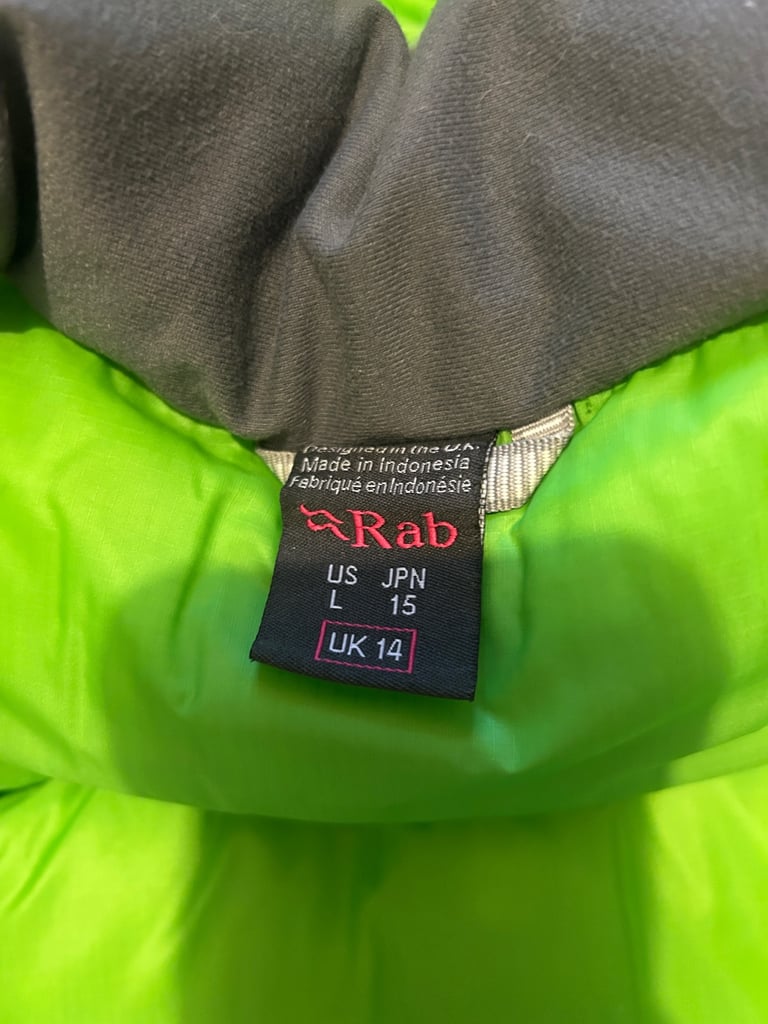 Designed in the U.K.
Made in Indonesia
Fabriqué en Indonésie
Rab
US JPN
L 15
UK 14